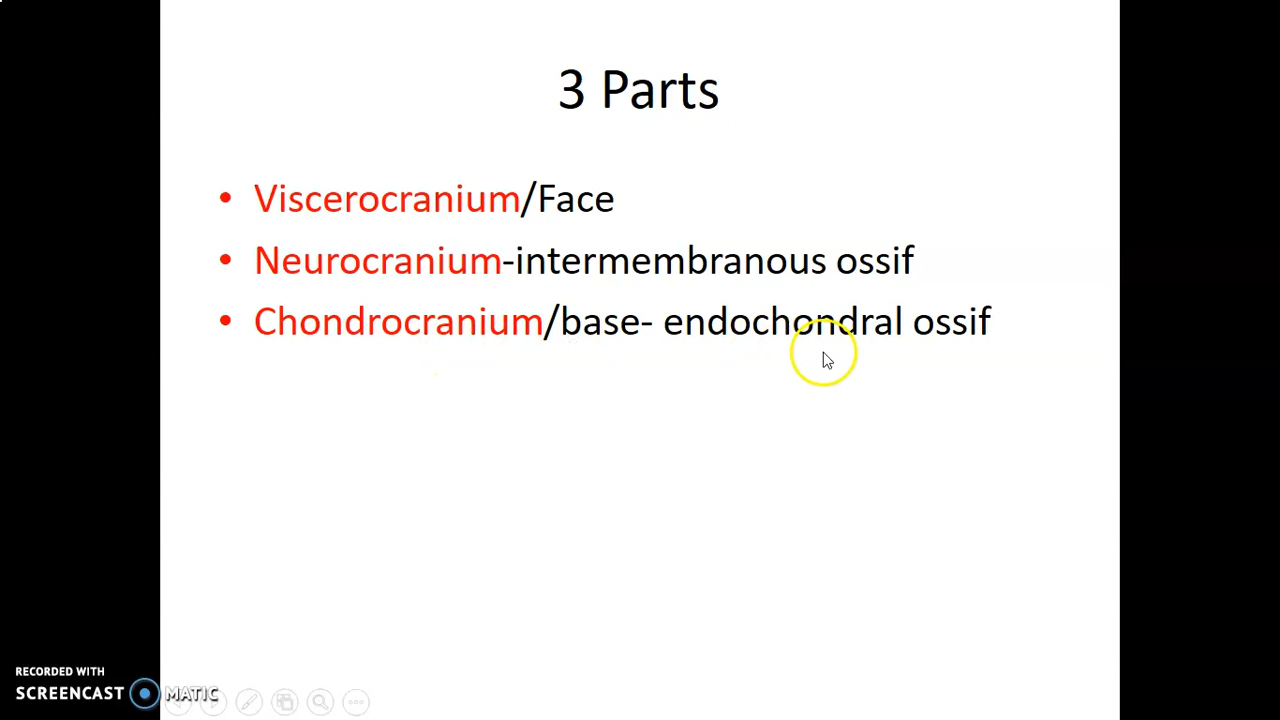 3 Parts
• Viscerocranium/Face
• Neurocranium-intermembranous ossif
• Chondrocranium/base- endochondral ossif
RECORDED WITH
SCREENCAST MATIC